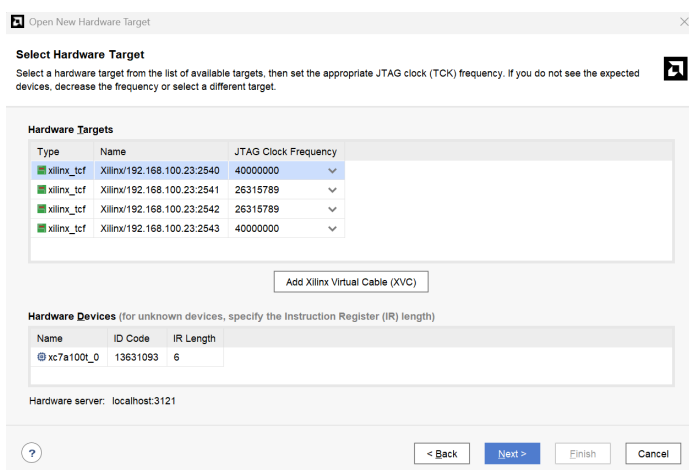 Open New Hardware Target
Select Hardware Target
Select a hardware target from the list of available targets, then set the appropriate JTAG clock (TCK) frequency. If you do not see the expected
devices, decrease the frequency or select a different target.
Hardware Targets
Type Name JTAG Clock Frequency
xilinx_tcf Xilinx/192.168.100.23:2540 40000000
xilinx_tcf Xilinx/192.168.100.23:2541 26315789
xilinx_tcf Xilinx/192.168.100.23:2542 26315789
xilinx_tcf Xilinx/192.168.100.23:2543 40000000
Add Xilinx Virtual Cable (XVC)
Hardware Devices (for unknown devices, specify the Instruction Register (IR) length)
Name ID Code IR Length
xc7a100t_0 13631093 6
Hardware server: localhost:3121
? < Back Next > Finish Cancel